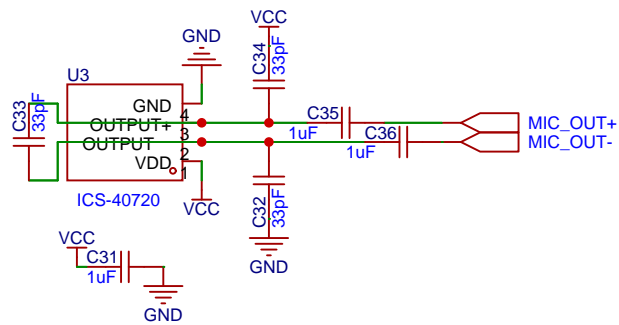 VCC
GND
C34
33pF
U3
C33
33pF
GND
4
OUTPUT+
3
OUTPUT-
2
VDD
1
C35
1uF
C36
1uF
MIC_OUT+
MIC_OUT-
ICS-40720
VCC
C32
33pF
GND
VCC
C31
1uF
GND